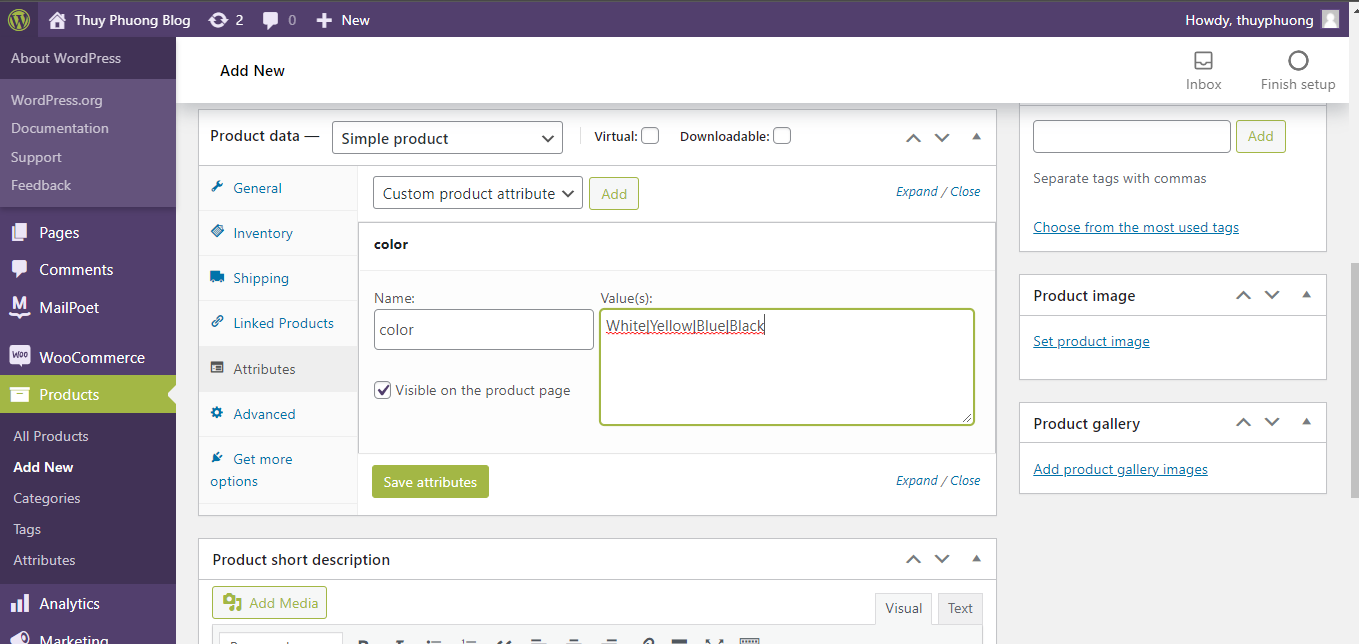 Thuy Phuong Blog 2 0 New Howdy, thuyphuong
About WordPress
WordPress.org
Documentation
Support
Feedback
Pages
Comments
MailPoet
WooCommerce
Products
All Products
Add New
Categories
Tags
Attributes
Analytics
Marketing
Add New
Inbox
Finish setup
Product data — Simple product Virtual: Downloadable:
General
Inventory
Shipping
Linked Products
Attributes
Advanced
Get more
options
Custom product attribute Add Expand / Close
color
Name: Value(s):
color White|Yellow|Blue|Black
Visible on the product page
Save attributes Expand / Close
Product short description
Add Media Visual Text
Add
Separate tags with commas
Choose from the most used tags
Product image
Set product image
Product gallery
Add product gallery images